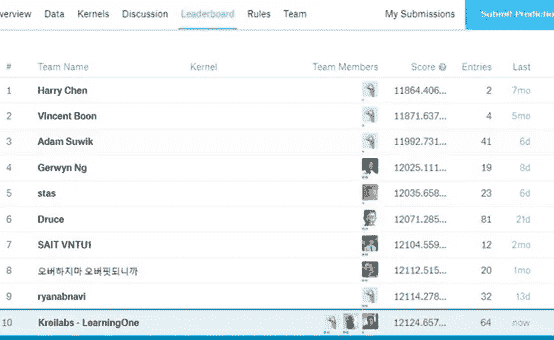 verview Data Kernels Discussion Leaderboard Rules Team My Submissions Submit Predictio
# Team Name Kernel Team Members Score Entries Last
1 Harry Chen 11864.406... 2 7mo
2 VIncent Boon 11871.637... 4 5mo
3 Adam Suwik 11992.731... 41 6d
4 Gerwyn Ng 12025.111... 19 8d
5 stas 12035.658... 23 6d
6 Druce 12071.285... 81 21d
7 SAIT VNTU1 12104.559... 12 2mo
8 오버하지마 오버핏되니까 12112.515... 20 1mo
9 ryanabnavi 12114.278... 32 13d
10 Kreilabs - LearningOne 12124.657... 64 now